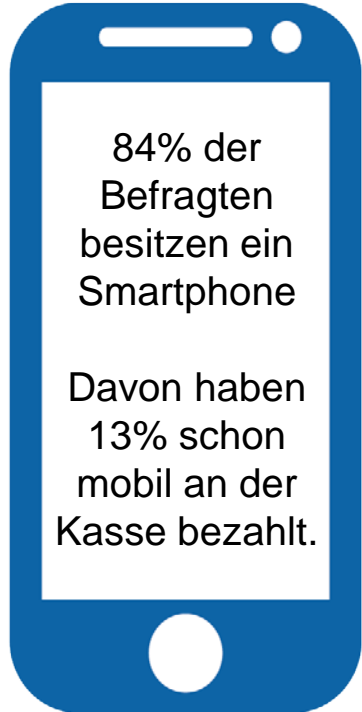 84% der
Befragten
besitzen ein
Smartphone
Davon haben
13% schon
mobil an der
Kasse bezahlt.